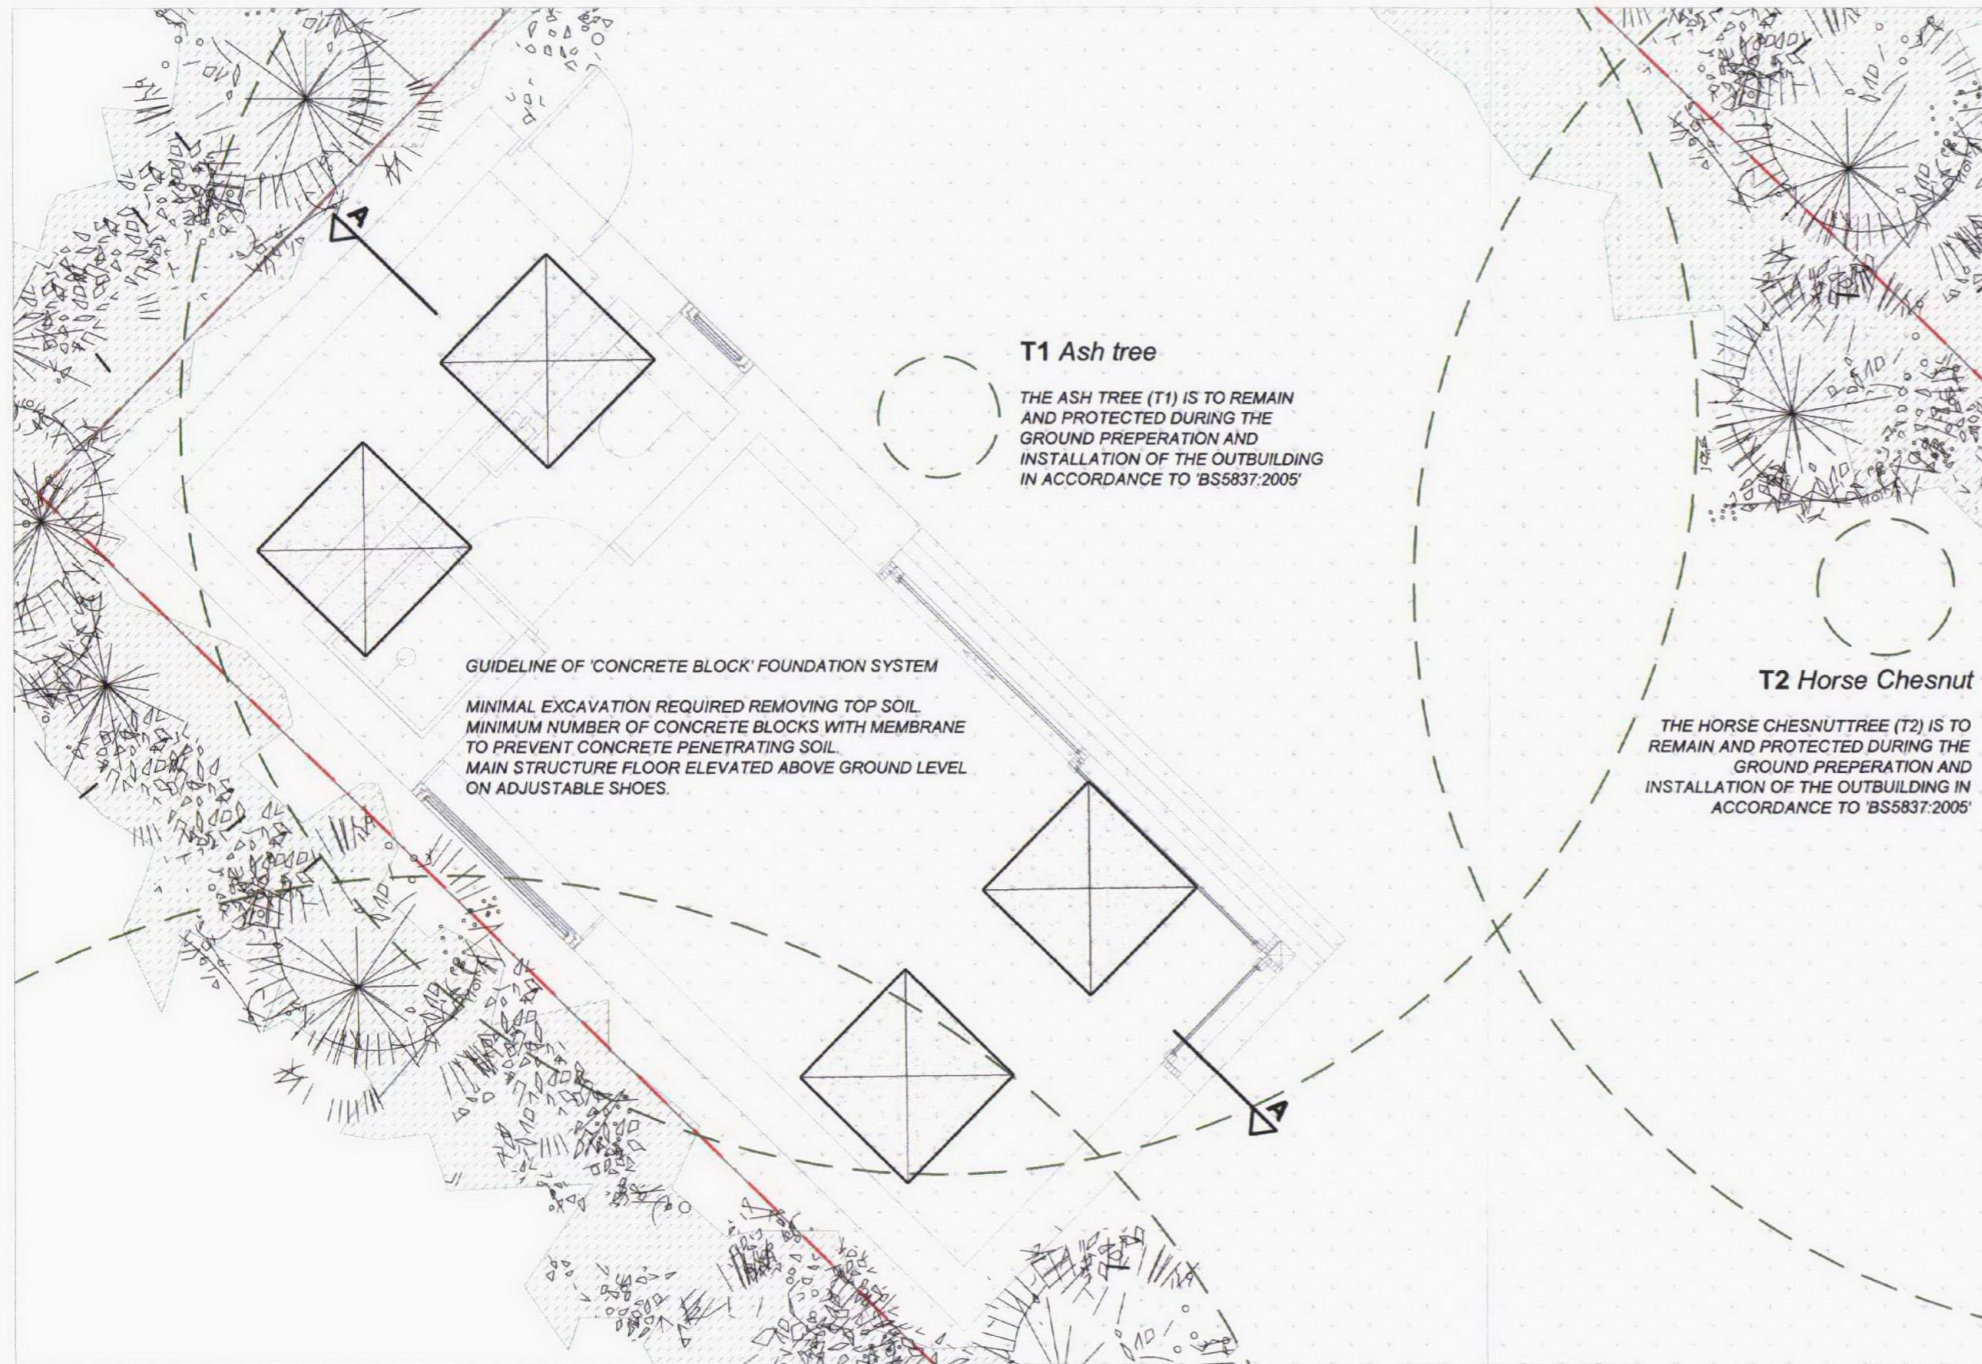 A
T1 Ash tree
THE ASH TREE (T1) IS TO REMAIN
AND PROTECTED DURING THE
GROUND PREPERATION AND
INSTALLATION OF THE OUTBUILDING
IN ACCORDANCE TO 'BS5837:2005'
GUIDELINE OF 'CONCRETE BLOCK' FOUNDATION SYSTEM
MINIMAL EXCAVATION REQUIRED REMOVING TOP SOIL.
MINIMUM NUMBER OF CONCRETE BLOCKS WITH MEMBRANE
TO PREVENT CONCRETE PENETRATING SOIL.
MAIN STRUCTURE FLOOR ELEVATED ABOVE GROUND LEVEL
ON ADJUSTABLE SHOES.
T2 Horse Chesnut
THE HORSE CHESNUTTREE (T2) IS TO
REMAIN AND PROTECTED DURING THE
GROUND PREPERATION AND
INSTALLATION OF THE OUTBUILDING IN
ACCORDANCE TO 'BS5837:2005'
A